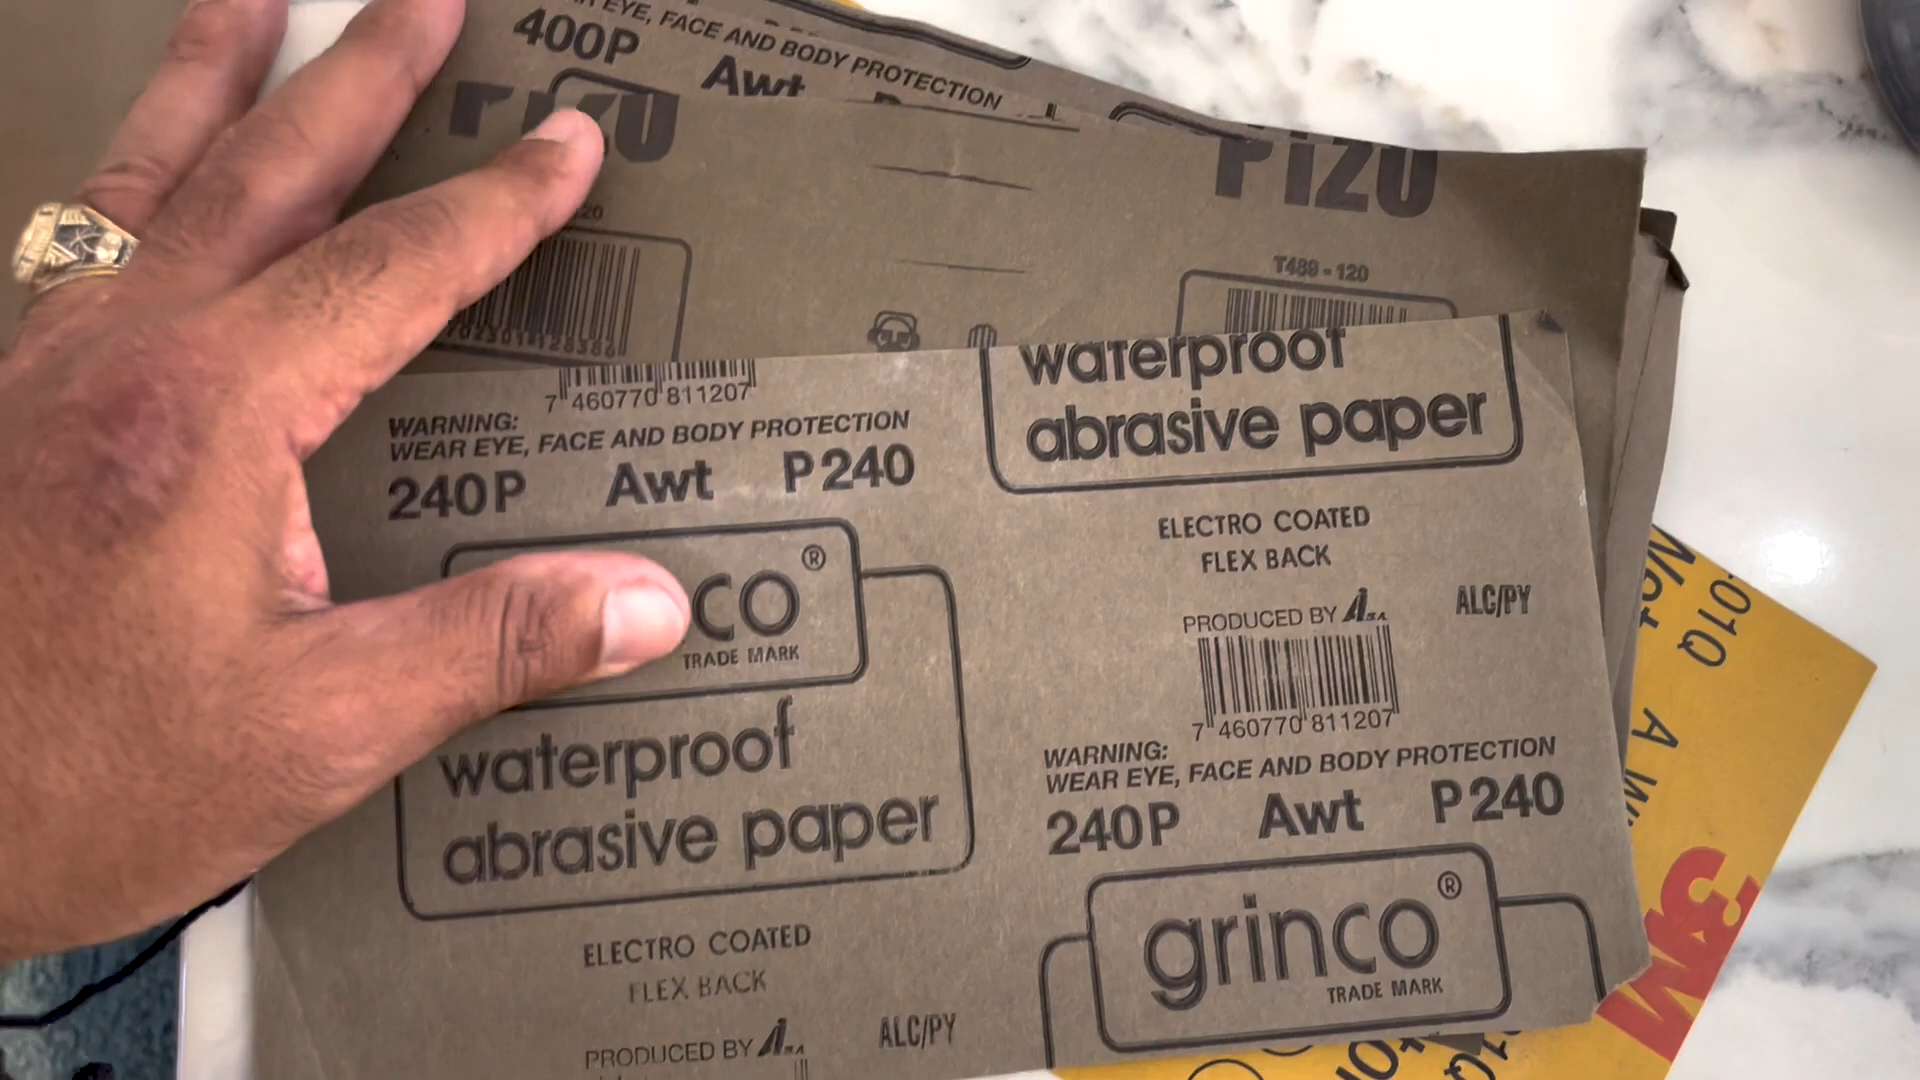 EYE, FACE AND BODY PROTECTION
400P Awt
P120
T489 - 120
7 460770 811207
WARNING:
WEAR EYE, FACE AND BODY PROTECTION
240P Awt P240
co ®
TRADE MARK
waterproof
abrasive paper
ELECTRO COATED
FLEX BACK
PRODUCED BY
ALC/PY
waterproof
abrasive paper
ELECTRO COATED
FLEX BACK
PRODUCED BY
ALC/PY
7 460770 811207
WARNING:
WEAR EYE, FACE AND BODY PROTECTION
240P Awt P240
grinco ®
TRADE MARK
01Q
A
3M